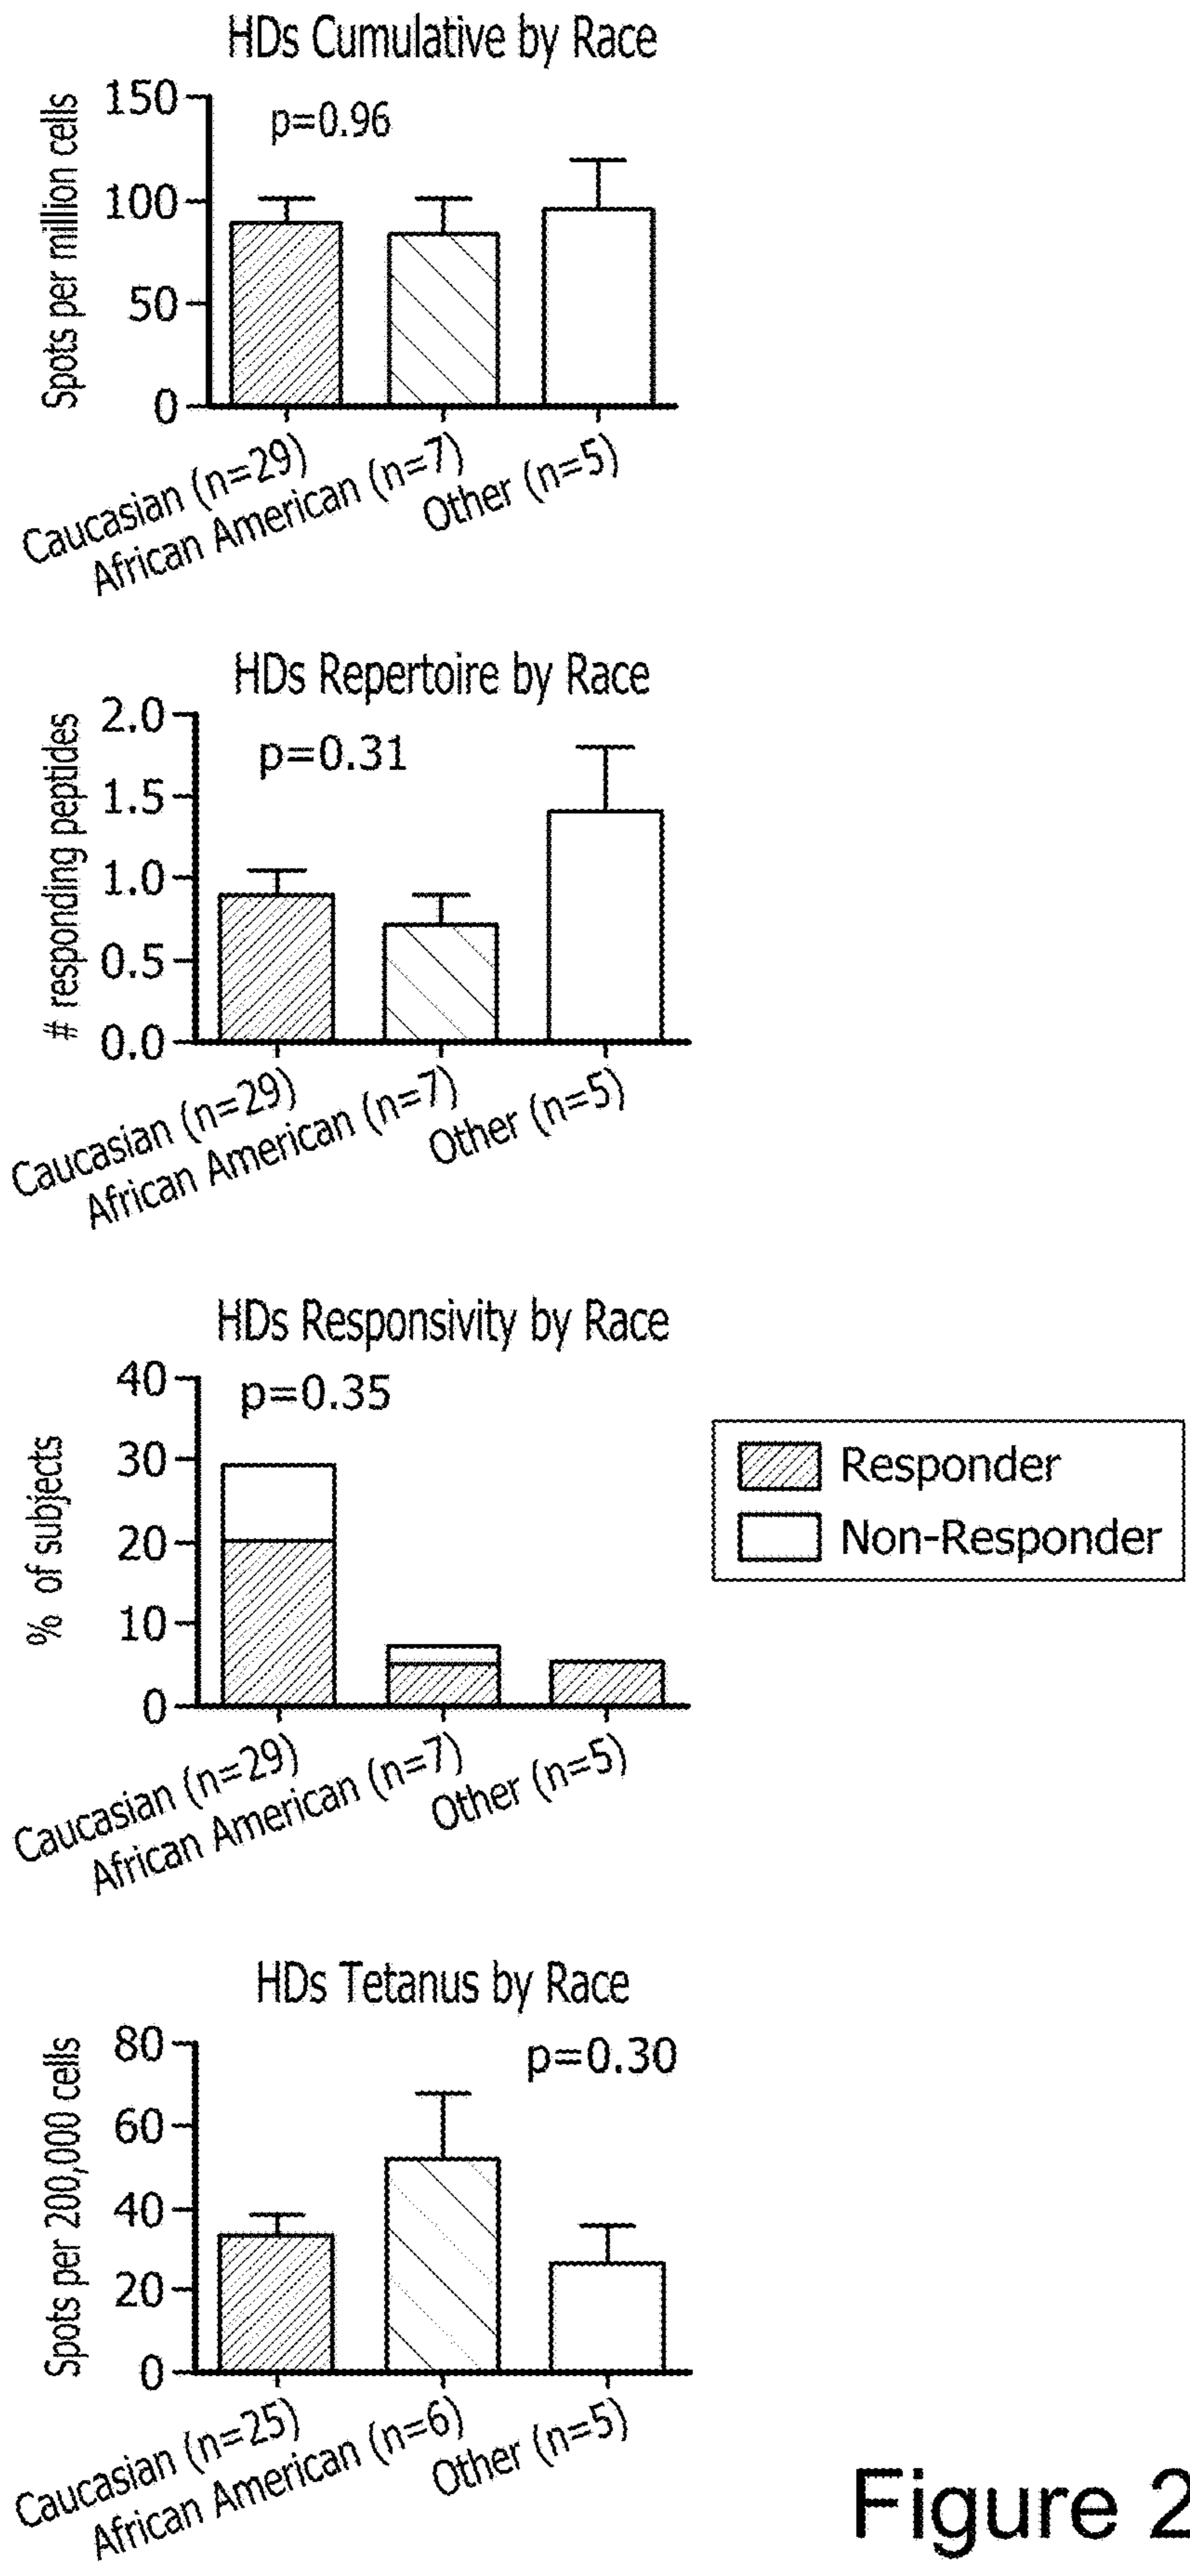 HDs Cumulative by Race
150
p=0.96
100
50
0
Spots per million cells
Caucasian (n=29)
African American (n=7)
Other (n=5)
HDs Repertoire by Race
2.0
p=0.31
1.5
1.0
0.5
0.0
# responding peptides
Caucasian (n=29)
African American (n=7)
Other (n=5)
HDs Responsivity by Race
40
p=0.35
30
20
10
0
% of subjects
Responder
Non-Responder
Caucasian (n=29)
African American (n=7)
Other (n=5)
HDs Tetanus by Race
80
p=0.30
60
40
20
0
Spots per 200,000 cells
Caucasian (n=25)
African American (n=6)
Other (n=5)
Figure 2